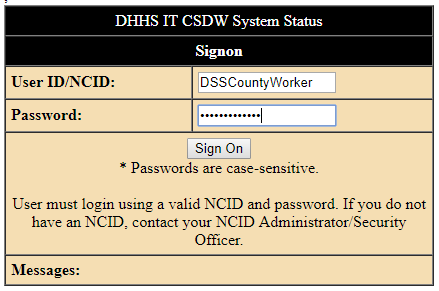 DHHS IT CSDW System Status
Signon
User ID/NCID: DSSCountyWorker
Password: •••••••••••••
Sign On
* Passwords are case-sensitive.
User must login using a valid NCID and password. If you do not
have an NCID, contact your NCID Administrator/Security
Officer.
Messages: